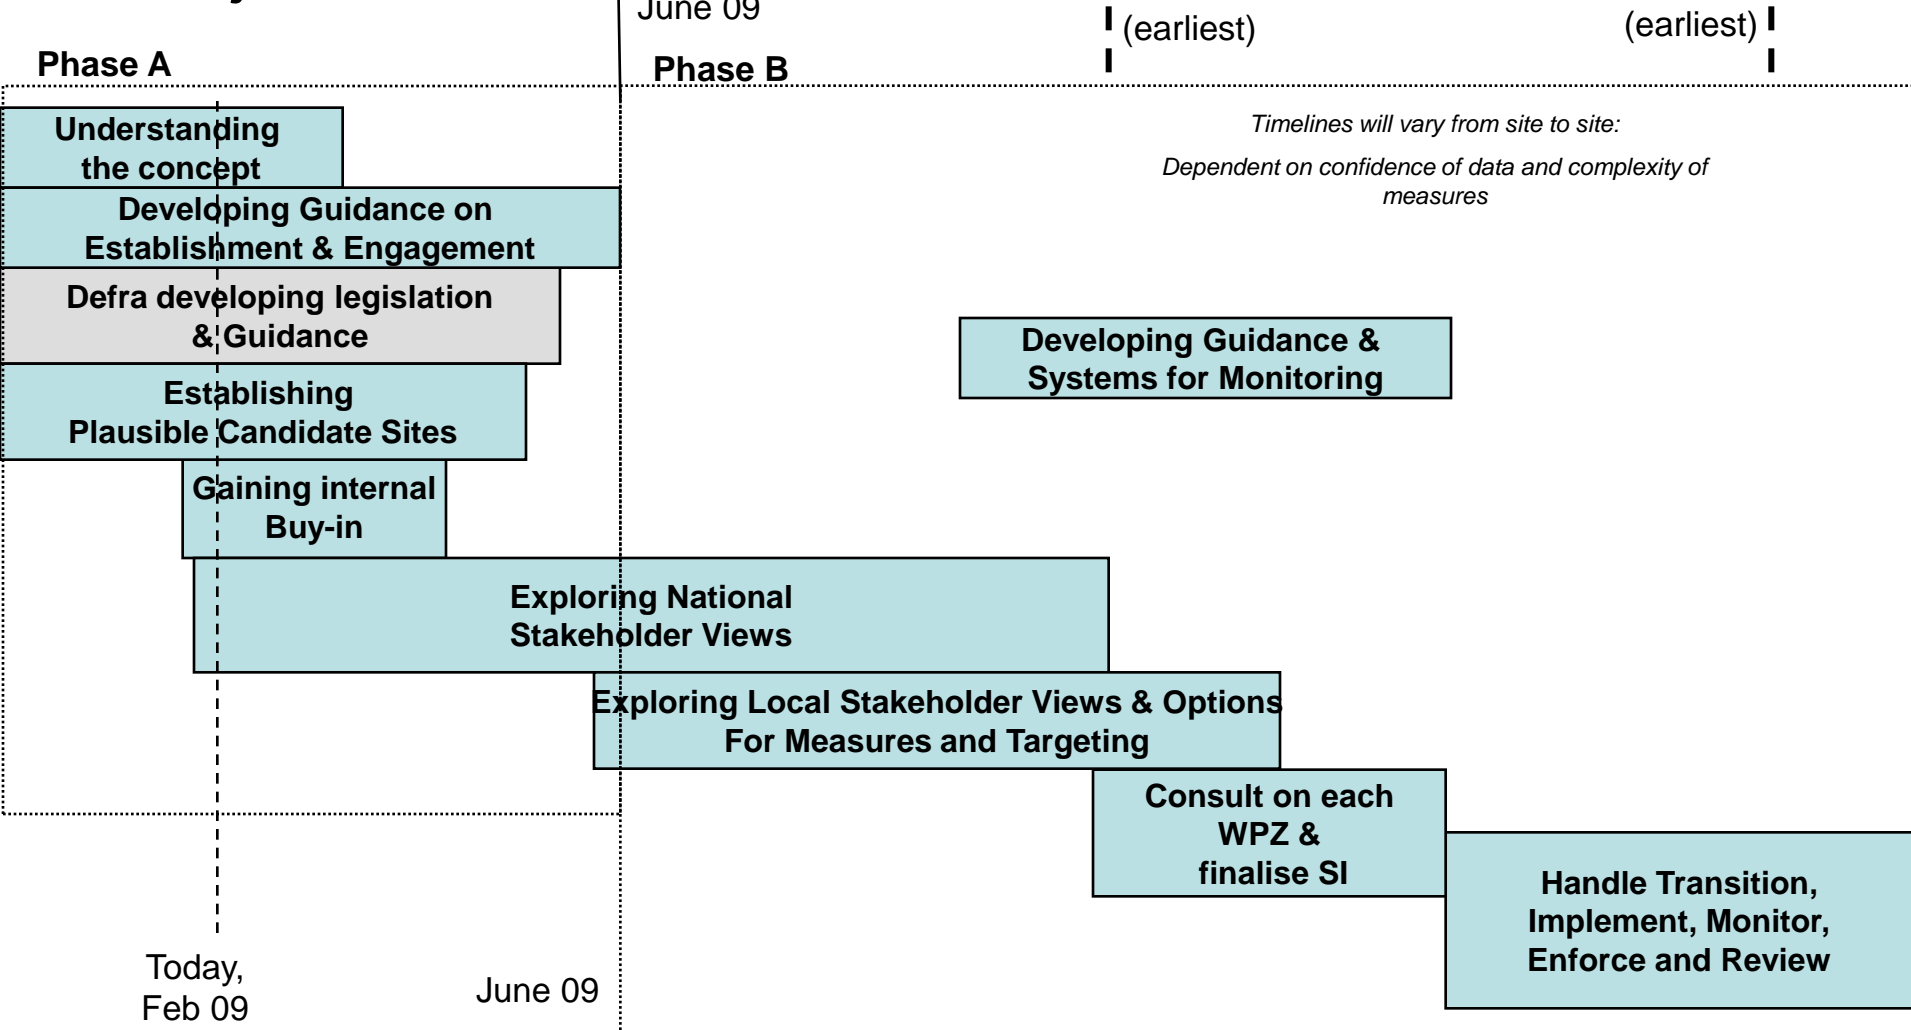 June 09
(earliest)
(earliest)
Phase A
Phase B
Timelines will vary from site to site:
Dependent on confidence of data and complexity of
measures
Understanding
the concept
Developing Guidance on
Establishment & Engagement
Defra developing legislation
& Guidance
Developing Guidance &
Systems for Monitoring
Establishing
Plausible Candidate Sites
Gaining internal
Buy-in
Exploring National
Stakeholder Views
Exploring Local Stakeholder Views & Options
For Measures and Targeting
Consult on each
WPZ &
finalise SI
Handle Transition,
Implement, Monitor,
Enforce and Review
Today,
Feb 09
June 09